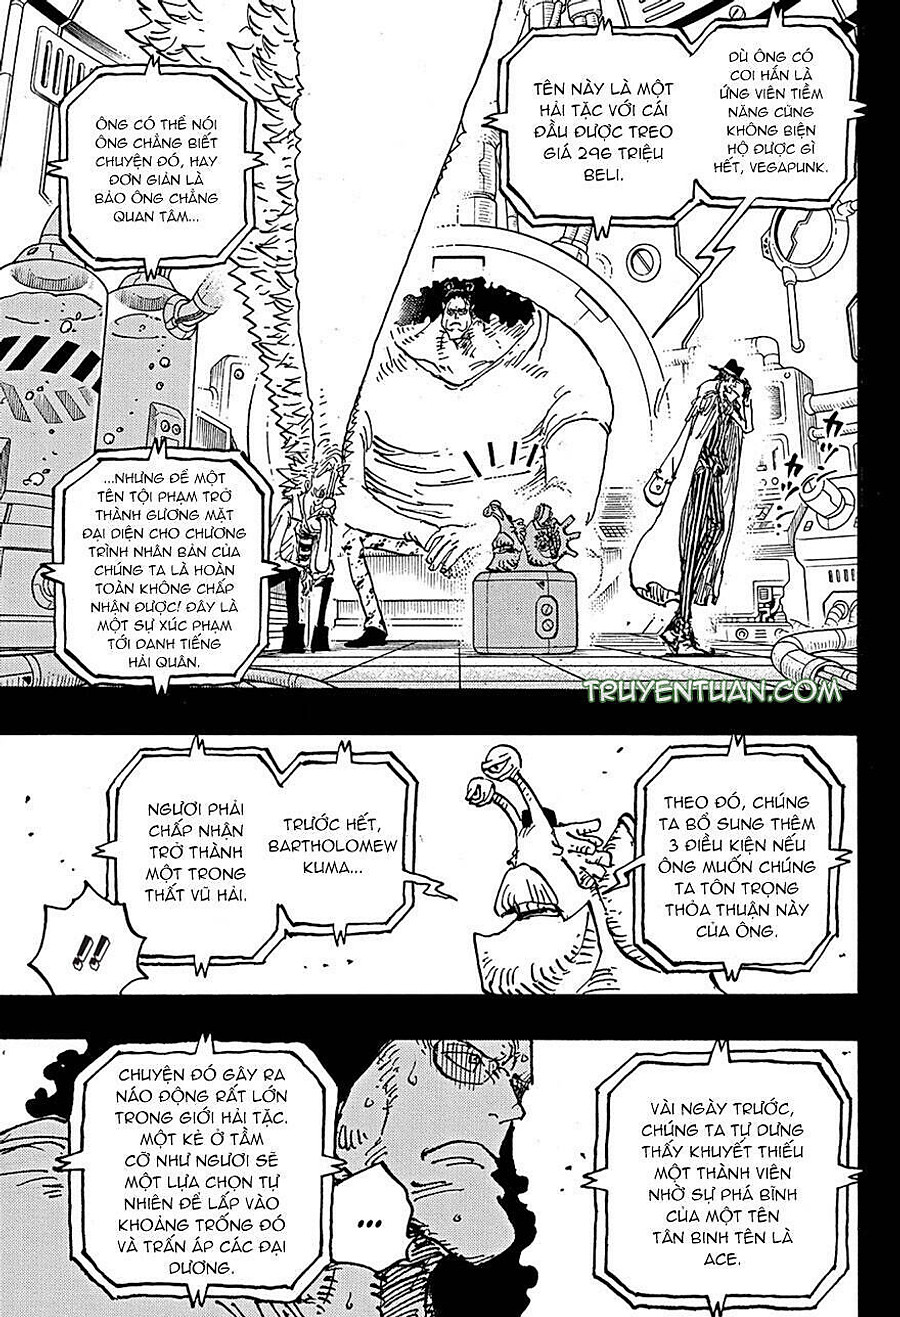 DÙ ÔNG CÓ
COI HẮN LÀ
ỨNG VIÊN TIỀM
NĂNG CŨNG
KHÔNG BIỆN
HỘ ĐƯỢC GÌ
HẾT, VEGAPUNK.
TÊN NÀY LÀ MỘT
HẢI TẶC VỚI CÁI
ĐẦU ĐƯỢC TREO
GIÁ 296 TRIỆU
BELI.
ÔNG CÓ THỂ NÓI
ÔNG CHẲNG BIẾT
CHUYỆN ĐÓ, HAY
ĐƠN GIẢN LÀ
BẢO ÔNG CHẲNG
QUAN TÂM...
...NHƯNG ĐỂ MỘT
TÊN TỘI PHẠM TRỞ
THÀNH GƯƠNG MẶT
ĐẠI DIỆN CHO CHƯƠNG
TRÌNH NHÂN BẢN CỦA
CHÚNG TA LÀ HOÀN
TOÀN KHÔNG CHẤP
NHẬN ĐƯỢC! ĐÂY LÀ
MỘT SỰ XÚC PHẠM
TỚI DANH TIẾNG
HẢI QUÂN.
TRUYENTUAN.COM
THEO ĐÓ, CHÚNG
TA BỔ SUNG THÊM
3 ĐIỀU KIỆN NẾU
ÔNG MUỐN CHÚNG
TA TÔN TRỌNG
THỎA THUẬN NÀY
CỦA ÔNG.
TRƯỚC HẾT,
BARTHOLOMEW
KUMA...
NGƯƠI PHẢI
CHẤP NHẬN
TRỞ THÀNH
MỘT TRONG
THẤT VŨ HẢI.
!!
VÀI NGÀY TRƯỚC,
CHÚNG TA TỰ DƯNG
THẤY KHUYẾT THIẾU
MỘT THÀNH VIÊN
NHỜ SỰ PHÁ BĨNH
CỦA MỘT TÊN
TÂN BINH TÊN LÀ
ACE.
CHUYỆN ĐÓ GÂY RA
NÁO ĐỘNG RẤT LỚN
TRONG GIỚI HẢI TẶC.
MỘT KẺ Ở TẦM
CỠ NHƯ NGƯƠI SẼ
MỘT LỰA CHỌN TỰ
NHIÊN ĐỂ LẤP VÀO
KHOẢNG TRỐNG ĐÓ
VÀ TRẤN ÁP CÁC ĐẠI
DƯƠNG.
...